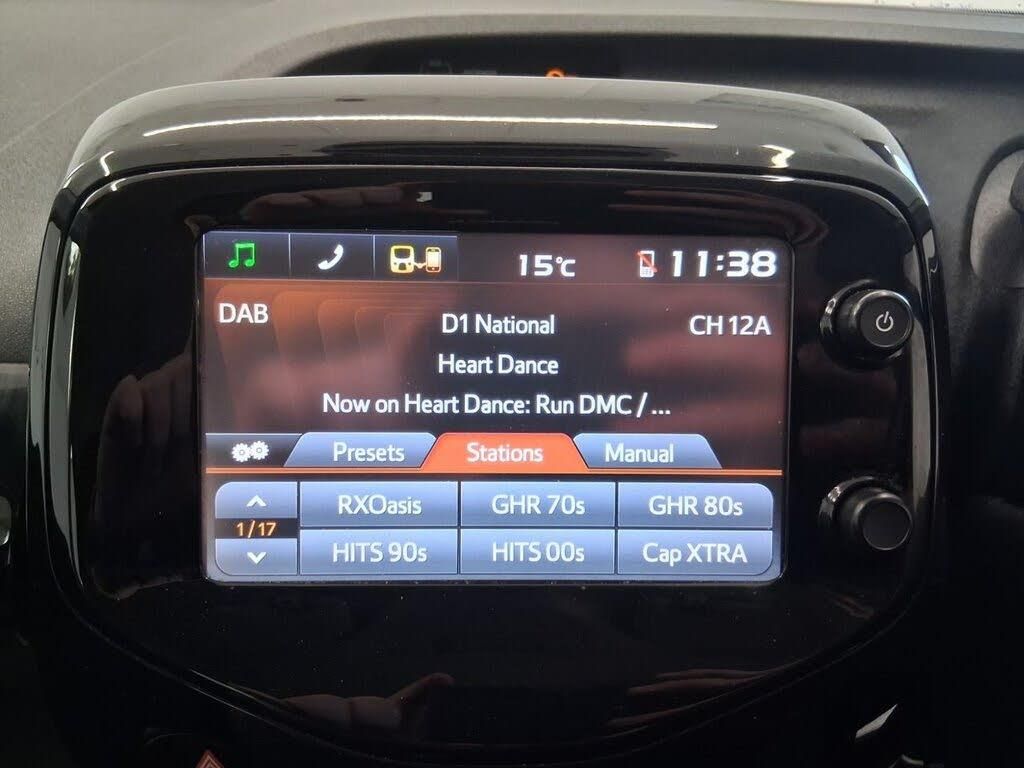 15°C 11:38
DAB
D1 National CH 12A
Heart Dance
Now on Heart Dance: Run DMC / ...
Presets Stations Manual
RXOasis GHR 70s GHR 80s
1/17
HITS 90s HITS 00s Cap XTRA